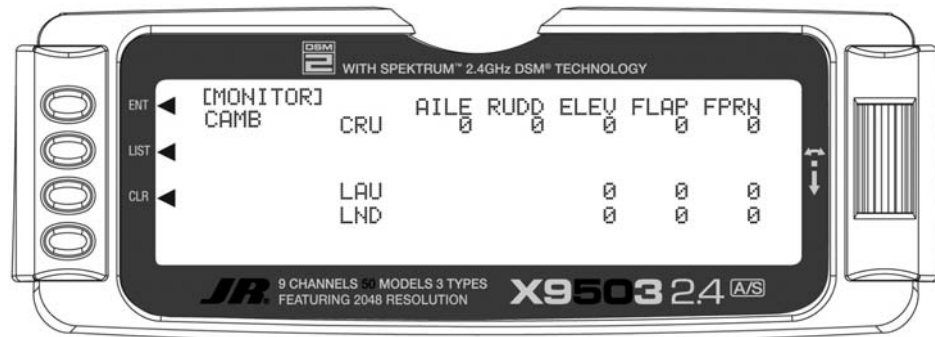 DSM
2
WITH SPEKTRUM™ 2.4GHz DSM® TECHNOLOGY
ENT
LIST
CLR
[MONITOR]
CAMB
AILE RUDD ELEV FLAP FPRN
CRU 0 0 0 0 0
LAU 0 0 0
LND 0 0 0
JR®
9 CHANNELS 50 MODELS 3 TYPES
FEATURING 2048 RESOLUTION
X9503 2.4 A/S